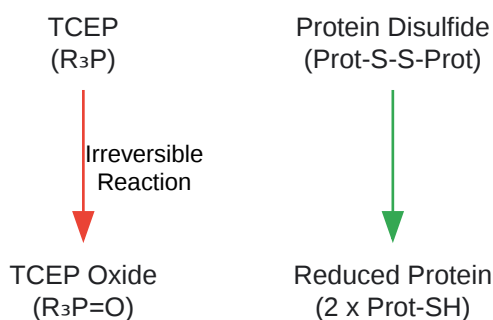 TCEP
(R₃P)
Protein Disulfide
(Prot-S-S-Prot)
Irreversible
Reaction
TCEP Oxide
(R₃P=O)
Reduced Protein
(2 x Prot-SH)